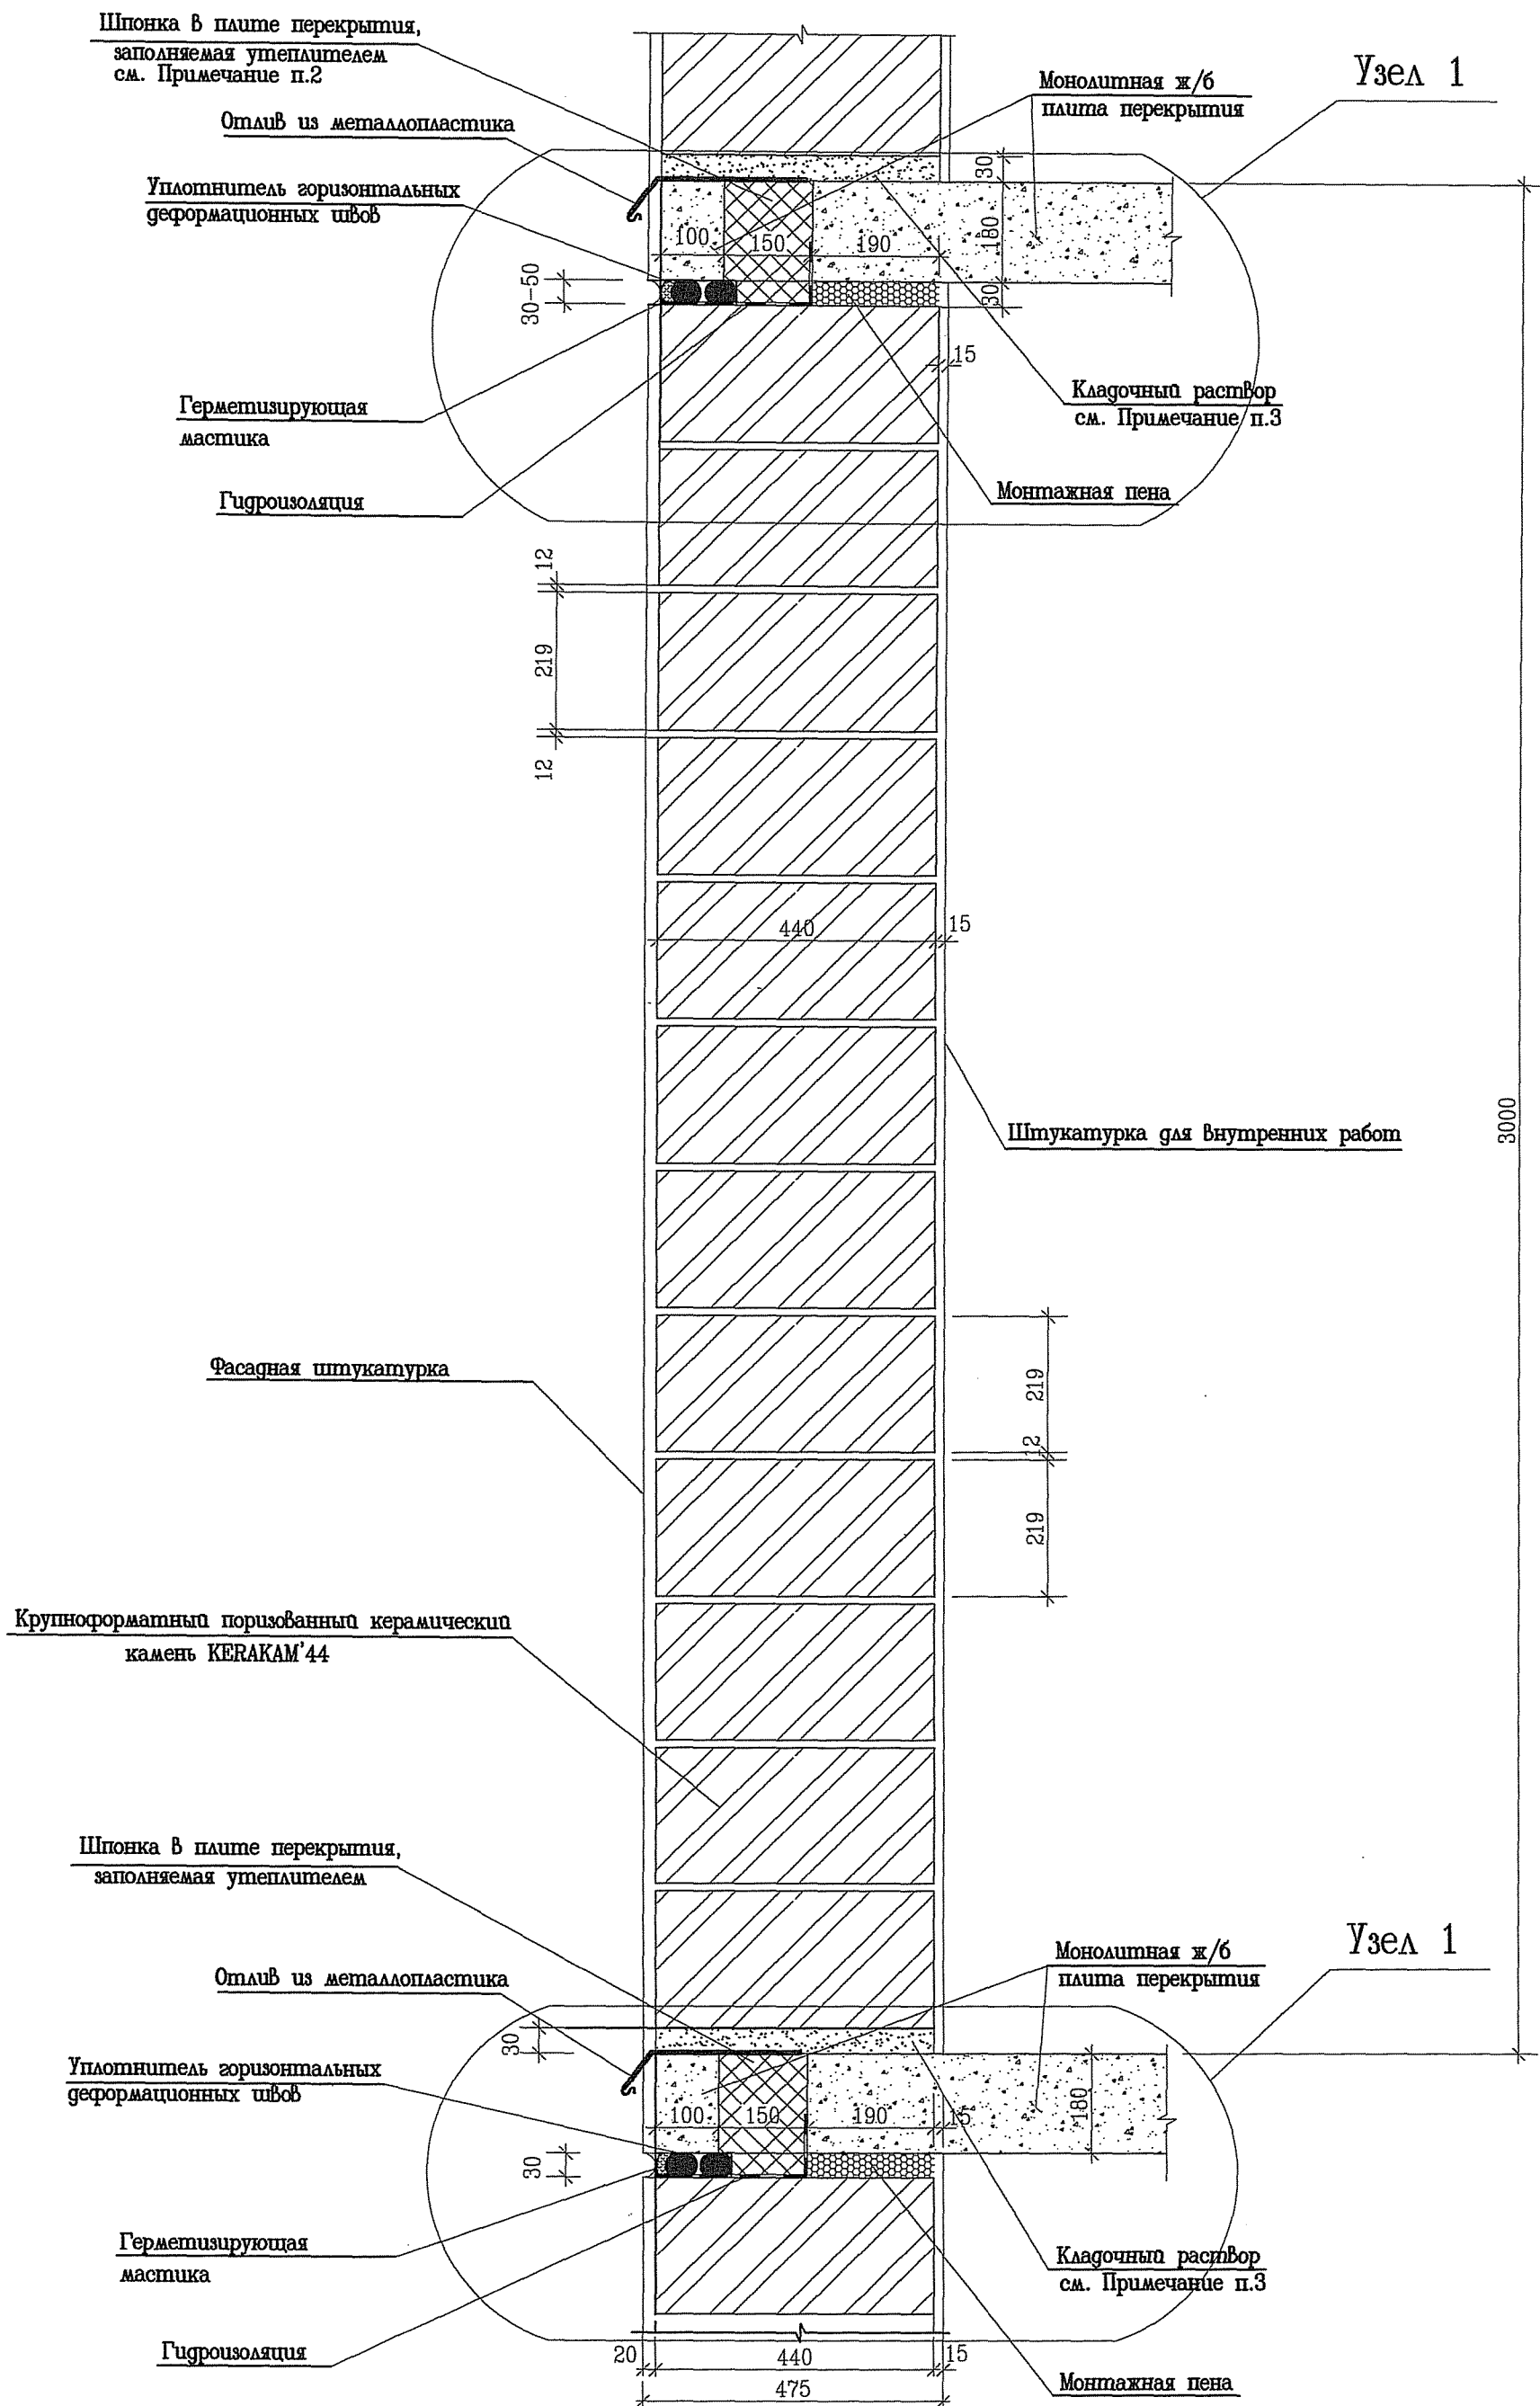 Шпонка в плите перекрытия,
заполняемая утеплителем
см. Примечание п.2
Узел 1
Монолитная ж/б
плита перекрытия
Отлив из металлопластика
Уплотнитель горизонтальных
деформационных швов
30
100
150
190
180
30-50
30
15
Герметизирующая
мастика
Кладочный раствор
см. Примечание п.3
Гидроизоляция
Монтажная пена
12
219
12
440
15
3000
Штукатурка для внутренних работ
Фасадная штукатурка
219
12
219
Крупноформатный поризованный керамический
камень KERAKAM'44
Шпонка в плите перекрытия,
заполняемая утеплителем
Узел 1
Монолитная ж/б
плита перекрытия
Отлив из металлопластика
30
Уплотнитель горизонтальных
деформационных швов
100
150
190
15
180
30
Герметизирующая
мастика
Кладочный раствор
см. Примечание п.3
Гидроизоляция
20
440
15
Монтажная пена
475